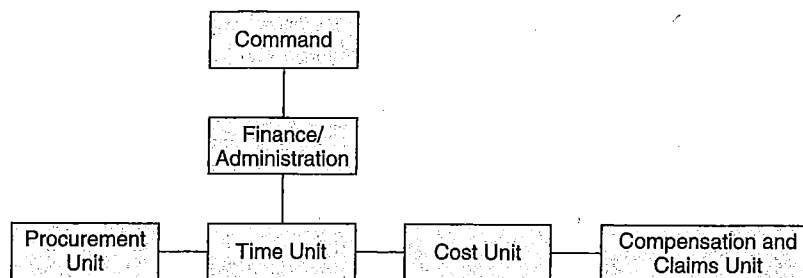 Command
Finance/
Administration
Procurement
Unit
Time Unit
Cost Unit
Compensation and
Claims Unit